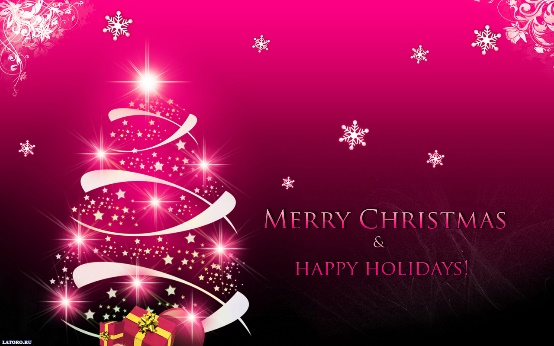 MERRY CHRISTMAS
&
HAPPY HOLIDAYS!
LATORO.RU